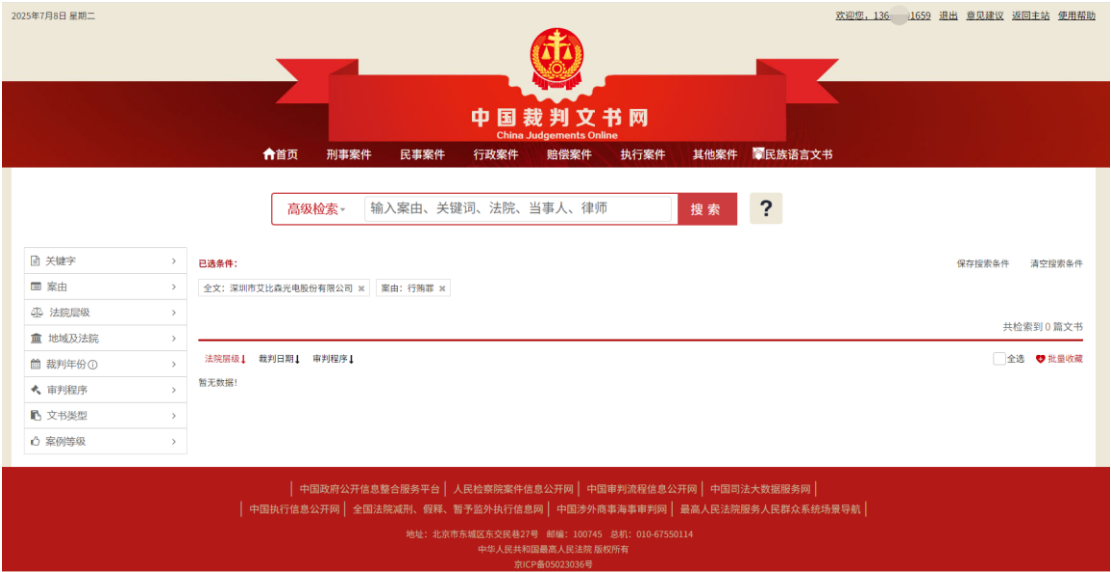 2025年7月8日 星期二
欢迎您，136 1659 退出 意见建议 返回主站 使用帮助
中国裁判文书网
China Judgements Online
首页 刑事案件 民事案件 行政案件 赔偿案件 执行案件 其他案件 民族语言文书
高级检索 输入案由、关键词、法院、当事人、律师 搜索 ?
关键字
案由
法院层级
地域及法院
裁判年份
审判程序
文书类型
案例等级
已选条件： 保存搜索条件 清空搜索条件
全文：深圳市艾比森光电股份有限公司 × 案由：行贿罪 ×
共检索到 0 篇文书
法院层级 裁判日期 审判程序 全选 批量收藏
暂无数据!
中国政府公开信息整合服务平台 | 人民检察院案件信息公开网 | 中国审判流程信息公开网 | 中国司法大数据服务网 |
中国执行信息公开网 | 全国法院减刑、假释、暂予监外执行信息网 | 中国涉外商事海事审判网 | 最高人民法院服务人民群众系统场景导航 |
地址：北京市东城区东交民巷27号 邮编：100745 总机：010-67550114
中华人民共和国最高人民法院 版权所有
京ICP备05023036号